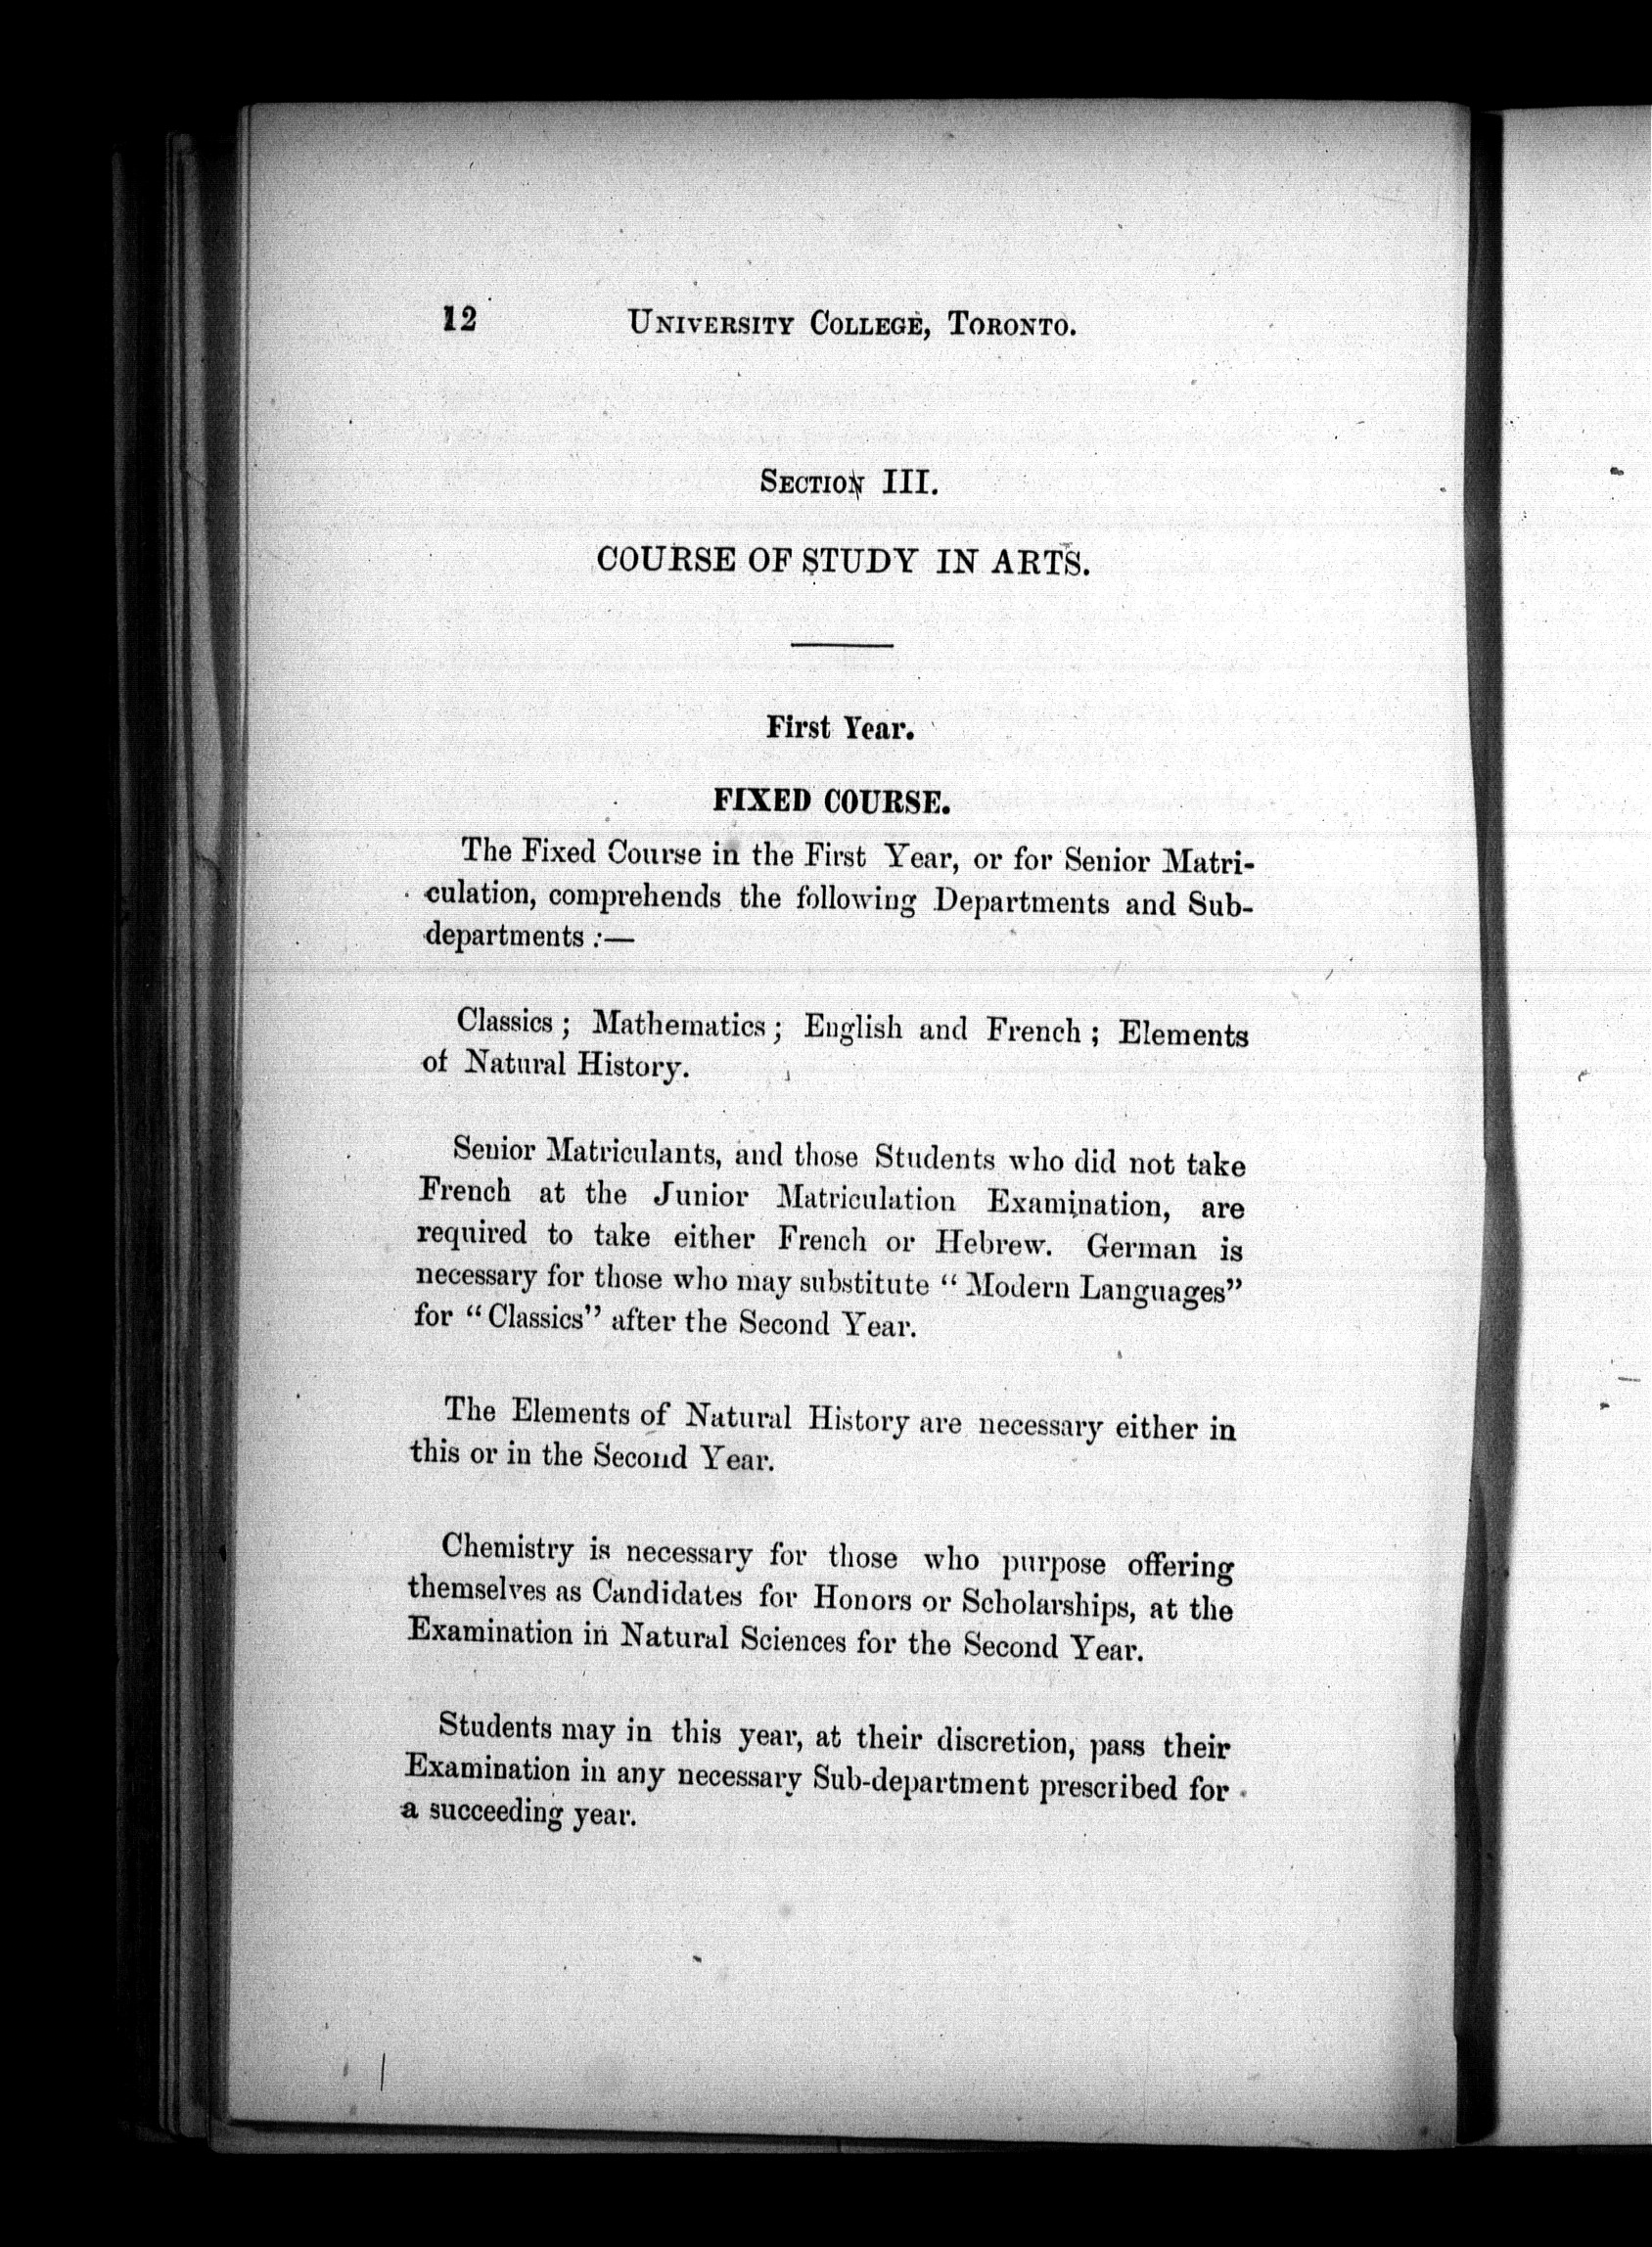 12 UNIVERSITY COLLEGE, TORONTO.
SECTION III.
COURSE OF STUDY IN ARTS.
First Year.
FIXED COURSE.
The Fixed Course in the First Year, or for Senior Matri-
culation, comprehends the following Departments and Sub-
departments :—
Classics ; Mathematics ; English and French ; Elements
of Natural History.
Senior Matriculants, and those Students who did not take
French at the Junior Matriculation Examination, are
required to take either French or Hebrew. German is
necessary for those who may substitute “ Modern Languages”
for “ Classics” after the Second Year.
The Elements of Natural History are necessary either in
this or in the Second Year.
Chemistry is necessary for those who purpose offering
themselves as Candidates for Honors or Scholarships, at the
Examination in Natural Sciences for the Second Year.
Students may in this year, at their discretion, pass their
Examination in any necessary Sub-department prescribed for
a succeeding year.